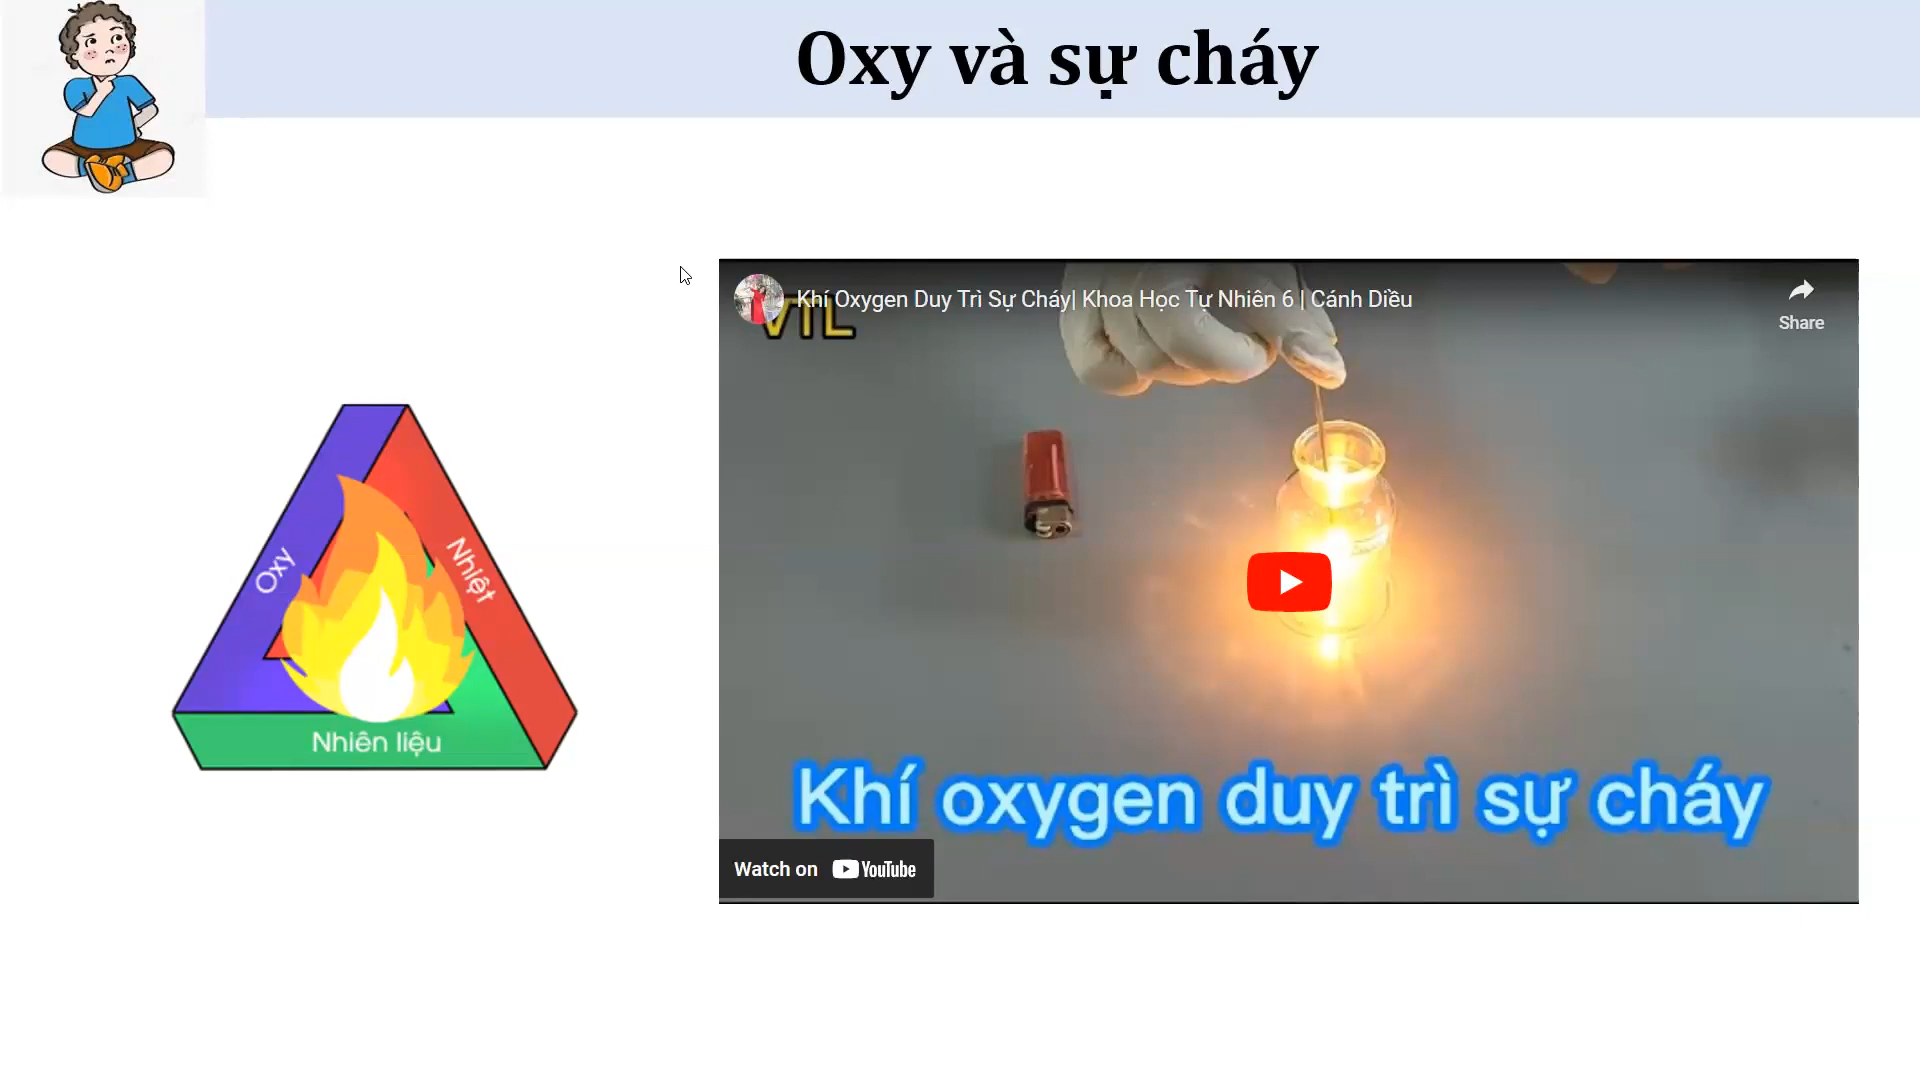 Oxy và sự cháy
VTL
Khí Oxygen Duy Trì Sự Cháy| Khoa Học Tự Nhiên 6 | Cánh Diều
Share
Oxy
Nhiệt
Nhiên liệu
Khí oxygen duy trì sự cháy
Watch on YouTube